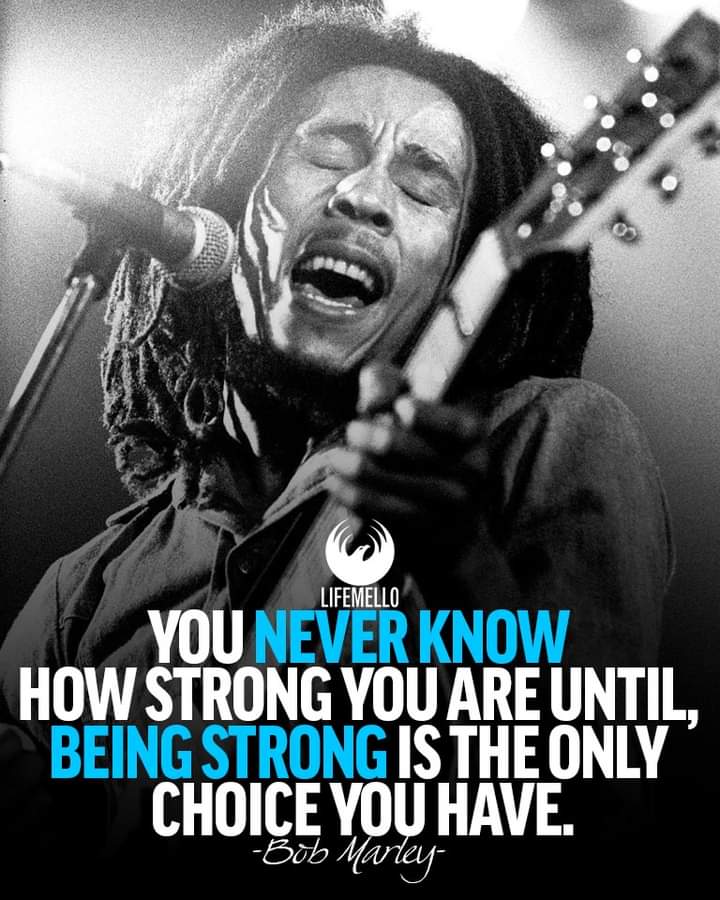 LIFEMELLO
YOU NEVER KNOW
HOW STRONG YOU ARE UNTIL,
BEING STRONG IS THE ONLY
CHOICE YOU HAVE.
-Bob Marley-